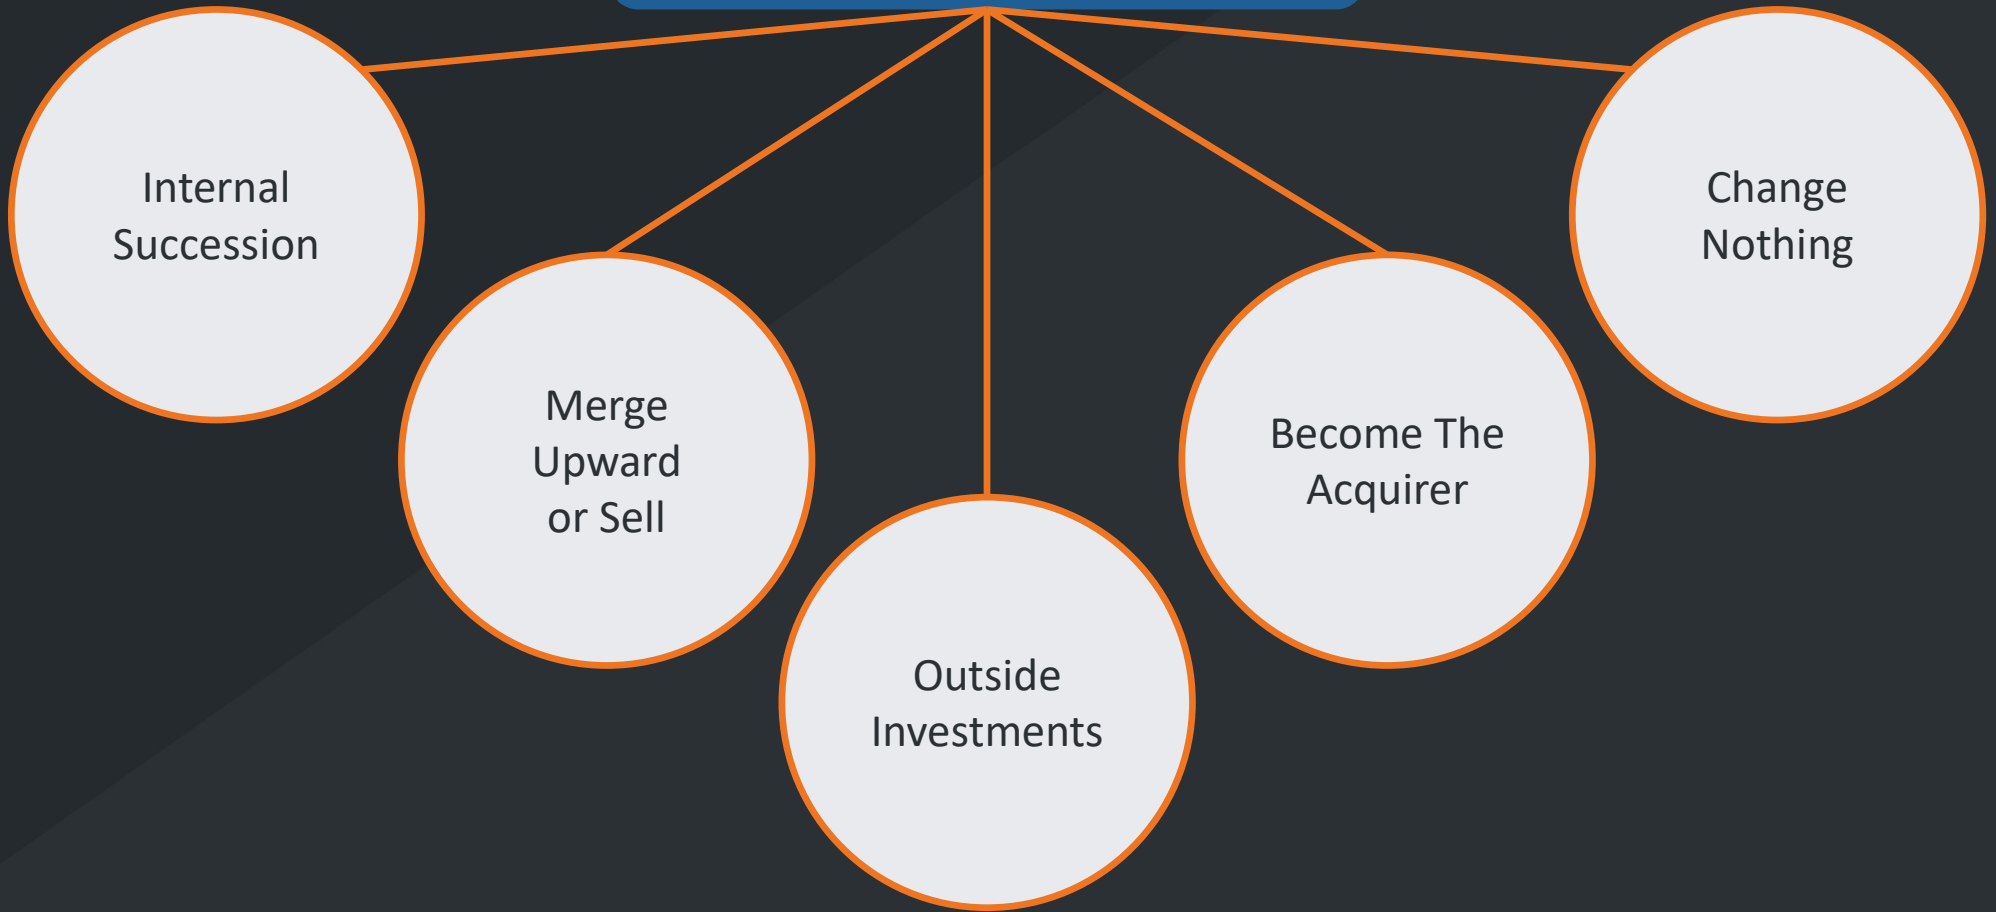 Internal
Succession
Merge
Upward
or Sell
Outside
Investments
Become The
Acquirer
Change
Nothing